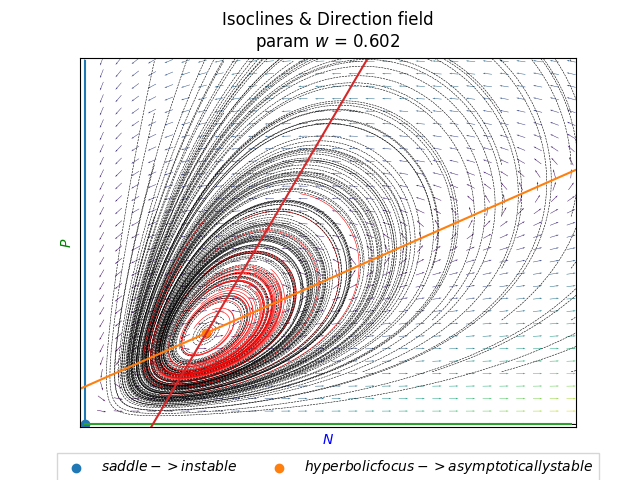 Isoclines & Direction field
param w = 0.602
P
N
saddle−>instable
hyperbolicfocus−>asymptoticallystable